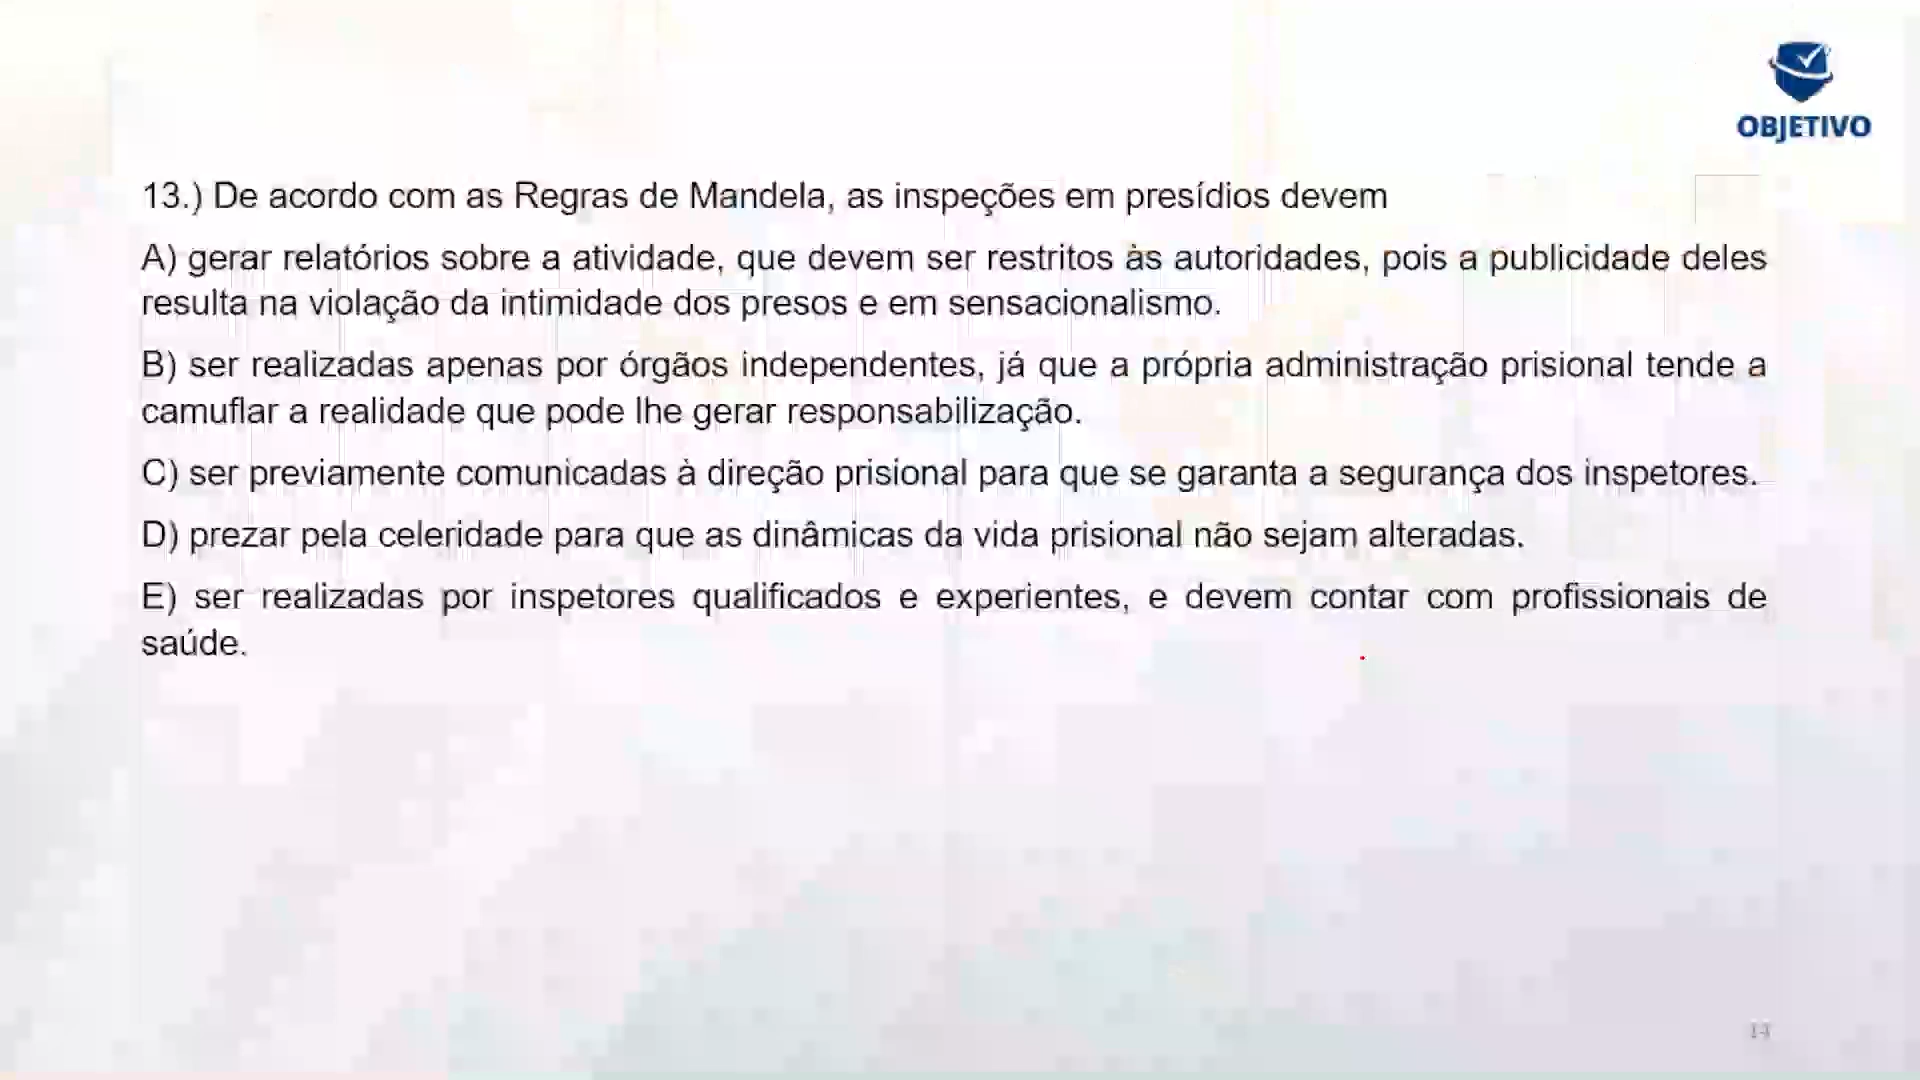 OBJETIVO
13.) De acordo com as Regras de Mandela, as inspeções em presídios devem
A) gerar relatórios sobre a atividade, que devem ser restritos às autoridades, pois a publicidade deles
resulta na violação da intimidade dos presos e em sensacionalismo.
B) ser realizadas apenas por órgãos independentes, já que a própria administração prisional tende a
camuflar a realidade que pode lhe gerar responsabilização.
C) ser previamente comunicadas à direção prisional para que se garanta a segurança dos inspetores.
D) prezar pela celeridade para que as dinâmicas da vida prisional não sejam alteradas.
E) ser realizadas por inspetores qualificados e experientes, e devem contar com profissionais de
saúde.
14